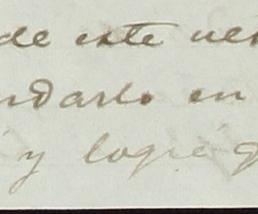 de este
ndarlo en
y logré